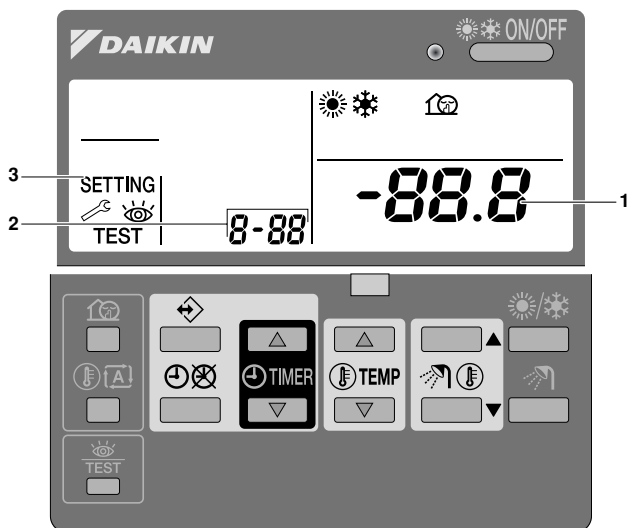 DAIKIN
ON/OFF
3
SETTING
-88.8
1
2
8-88
TEST
TIMER
TEMP
A
TEST